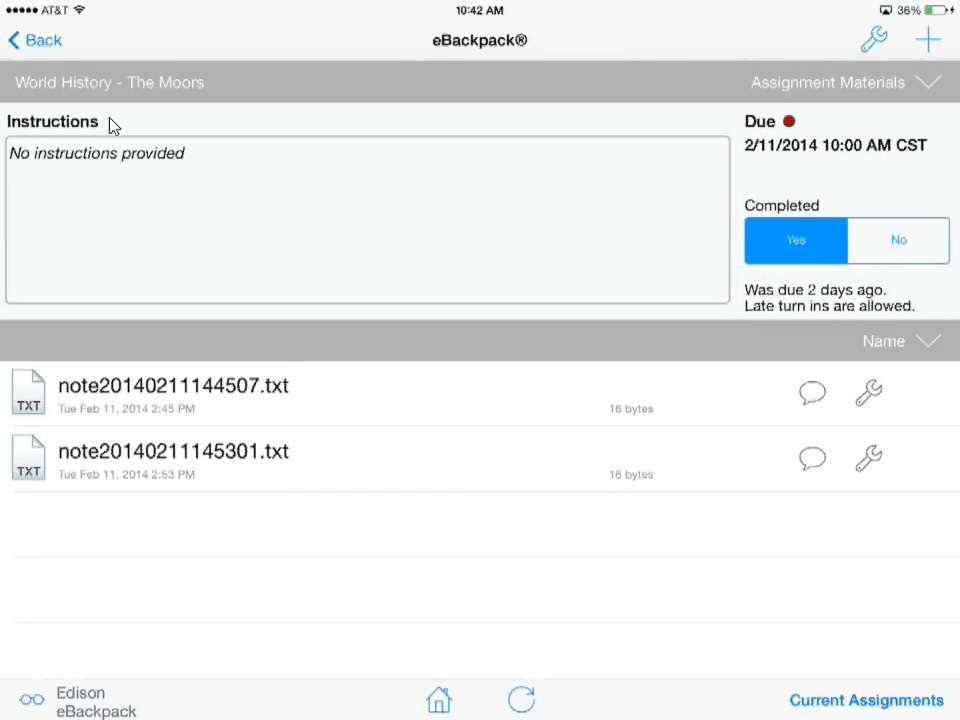 AT&T 10:42 AM 36%
Back eBackpack®
World History - The Moors Assignment Materials
Instructions
No instructions provided
Due
2/11/2014 10:00 AM CST
Completed
Yes No
Was due 2 days ago.
Late turn ins are allowed.
Name
TXT note20140211144507.txt
Tue Feb 11, 2014 2:45 PM 16 bytes
TXT note20140211145301.txt
Tue Feb 11, 2014 2:53 PM 16 bytes
Edison
eBackpack
Current Assignments